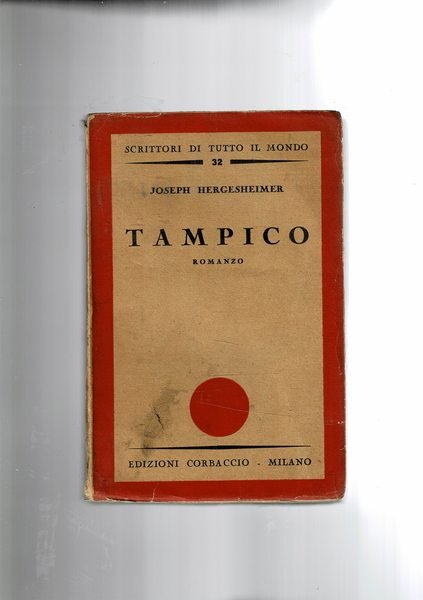 SCRITTORI DI TUTTO IL MONDO
32
JOSEPH HERGESHEIMER
TAMPICO
ROMANZO
EDIZIONI CORBACCIO - MILANO